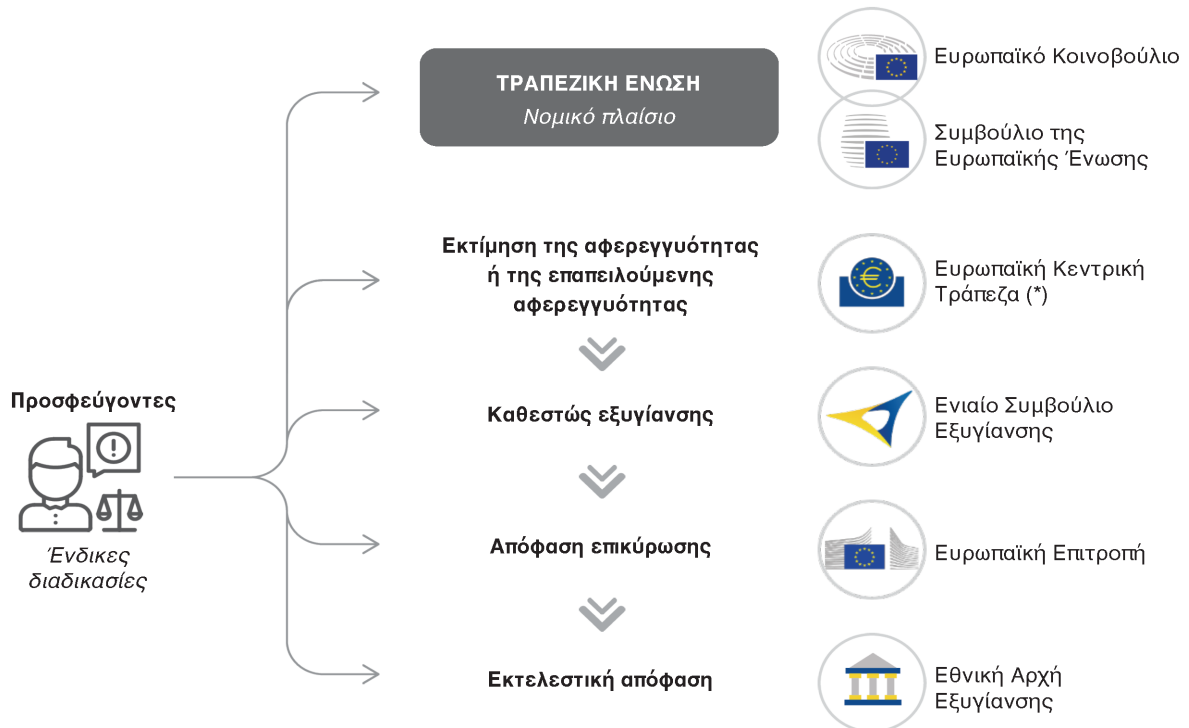 ΤΡΑΠΕΖΙΚΗ ΕΝΩΣΗ
Νομικό πλαίσιο
Ευρωπαϊκό Κοινοβούλιο
Συμβούλιο της
Ευρωπαϊκής Ένωσης
Εκτίμηση της αφερεγγυότητας
ή της επαπειλούμενης
αφερεγγυότητας
Ευρωπαϊκή Κεντρική
Τράπεζα (*)
Προσφεύγοντες
Ένδικες
διαδικασίες
Καθεστώς εξυγίανσης
Ενιαίο Συμβούλιο
Εξυγίανσης
Απόφαση επικύρωσης
Ευρωπαϊκή Επιτροπή
Εκτελεστική απόφαση
Εθνική Αρχή
Εξυγίανσης